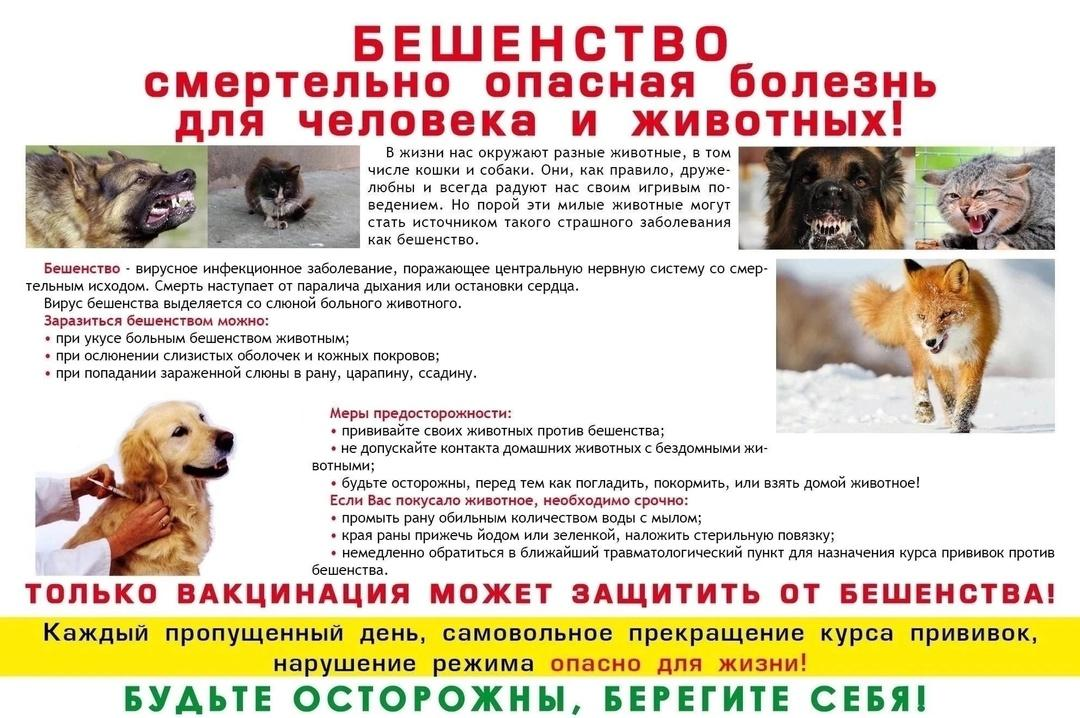 БЕШЕНСТВО
смертельно опасная болезнь
для человека и животных!
В жизни нас окружают разные животные, в том
числе кошки и собаки. Они, как правило, друже-
любны и всегда радуют нас своим игривым по-
ведением. Но порой эти милые животные могут
стать источником такого страшного заболевания
как бешенство.
Бешенство - вирусное инфекционное заболевание, поражающее центральную нервную систему со смер-
тельным исходом. Смерть наступает от паралича дыхания или остановки сердца.
Вирус бешенства выделяется со слюной больного животного.
Заразиться бешенством можно:
• при укусе больным бешенством животным;
• при ослюнении слизистых оболочек и кожных покровов;
• при попадании зараженной слюны в рану, царапину, ссадину.
Меры предосторожности:
• прививайте своих животных против бешенства;
• не допускайте контакта домашних животных с бездомными жи-
вотными;
• будьте осторожны, перед тем как погладить, покормить, или взять домой животное!
Если Вас покусало животное, необходимо срочно:
• промыть рану обильным количеством воды с мылом;
• края раны прижечь йодом или зеленкой, наложить стерильную повязку;
• немедленно обратиться в ближайший травматологический пункт для назначения курса прививок против
бешенства.
ТОЛЬКО ВАКЦИНАЦИЯ МОЖЕТ ЗАЩИТИТЬ ОТ БЕШЕНСТВА!
Каждый пропущенный день, самовольное прекращение курса прививок,
нарушение режима опасно для жизни!
БУДЬТЕ ОСТОРОЖНЫ, БЕРЕГИТЕ СЕБЯ!